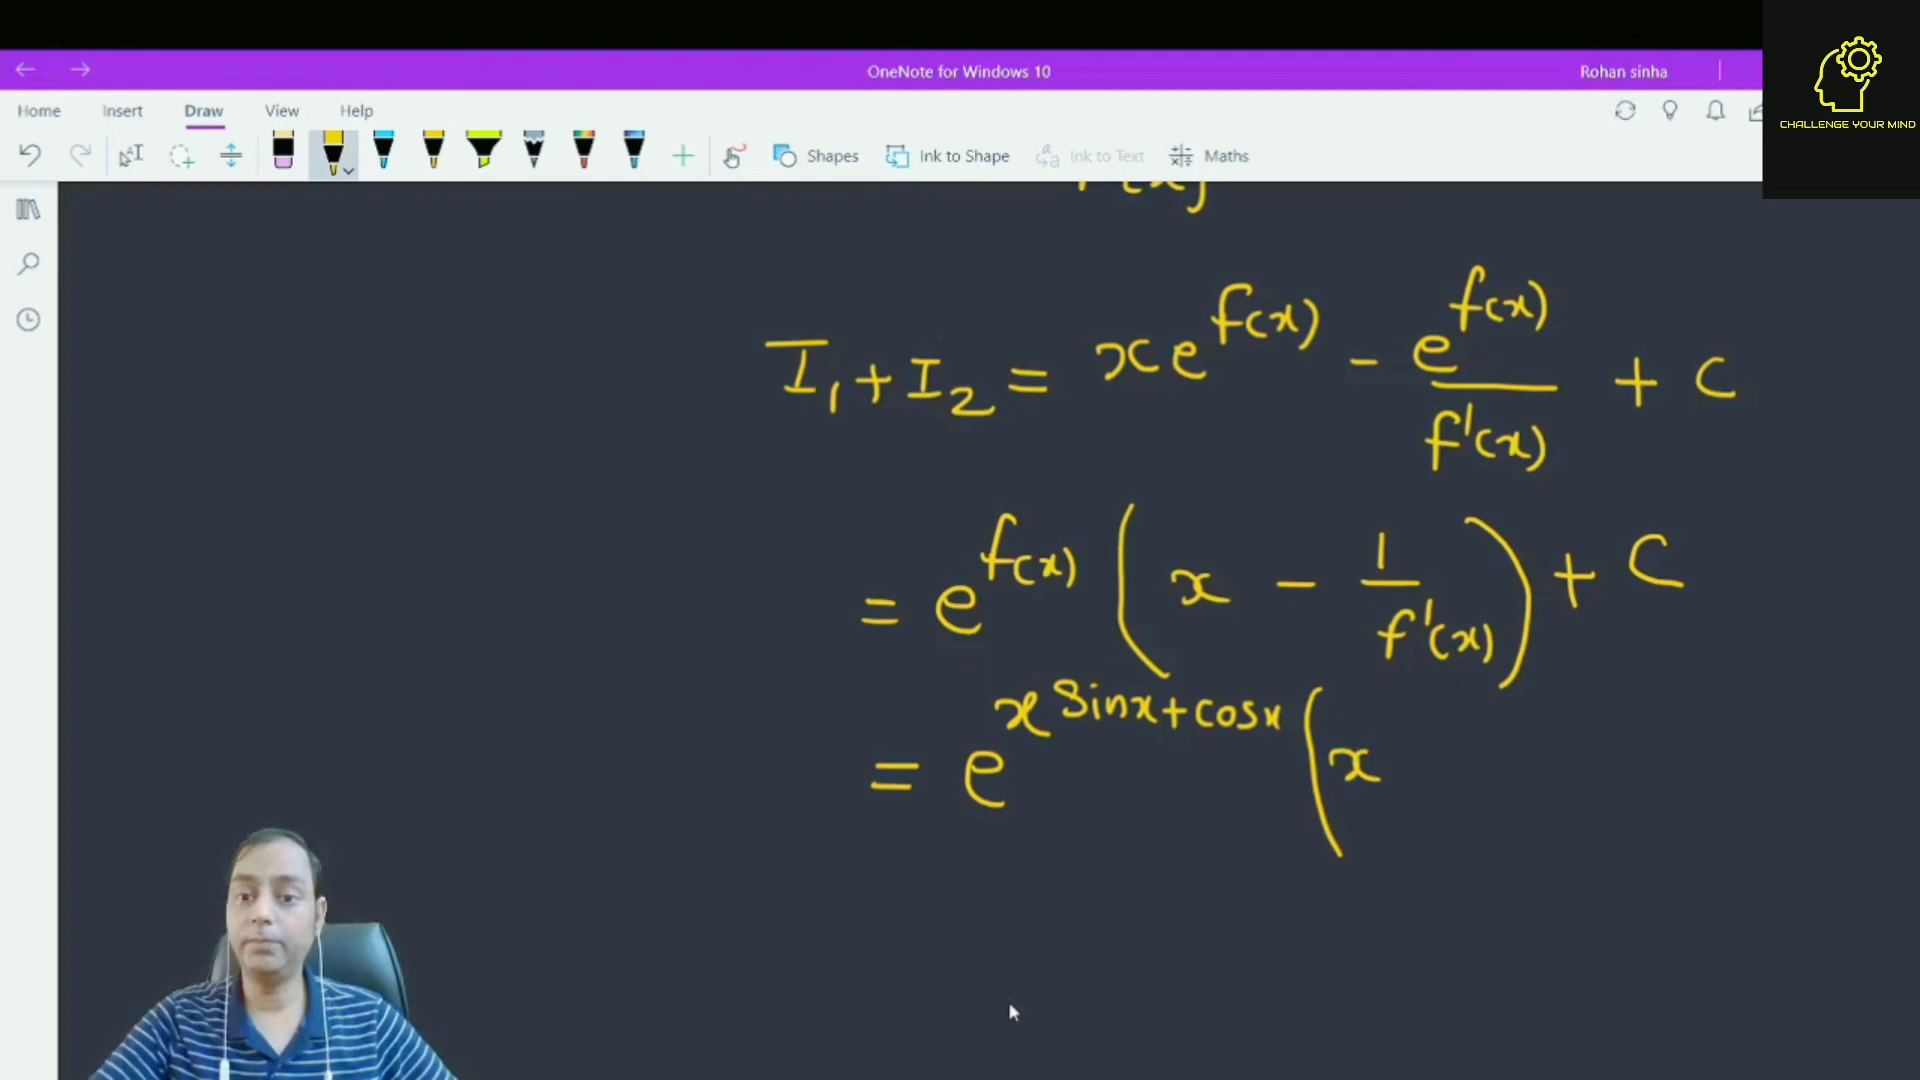 OneNote for Windows 10
Rohan sinha
CHALLENGE YOUR MIND
Home Insert Draw View Help
Shapes Ink to Shape Ink to Text Maths
I₁ + I₂ = xe^f(x) - e^f(x)/f'(x) + C
= e^f(x) (x - 1/f'(x)) + C
= e^x sinx+cosx (x